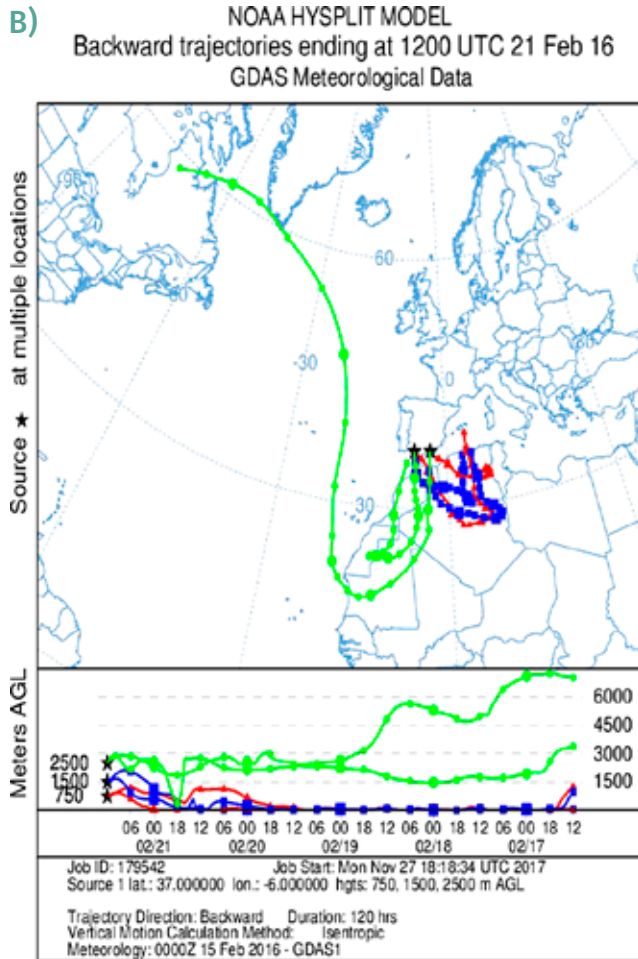 B)
NOAA HYSPLIT MODEL
Backward trajectories ending at 1200 UTC 21 Feb 16
GDAS Meteorological Data
Source ★ at multiple locations
-90
60
-30
0
30
Meters AGL
2500
1500
750
6000
4500
3000
1500
06 00 18 12 06 00 18 12 06 00 18 12 06 00 18 12 06 00 18 12
02/21 02/20 02/19 02/18 02/17
Job ID: 179542 Job Start: Mon Nov 27 18:18:34 UTC 2017
Source 1 lat.: 37.000000 lon.: -6.000000 hgts: 750, 1500, 2500 m AGL
Trajectory Direction: Backward Duration: 120 hrs
Vertical Motion Calculation Method: Isentropic
Meteorology: 0000Z 15 Feb 2016 - GDAS1